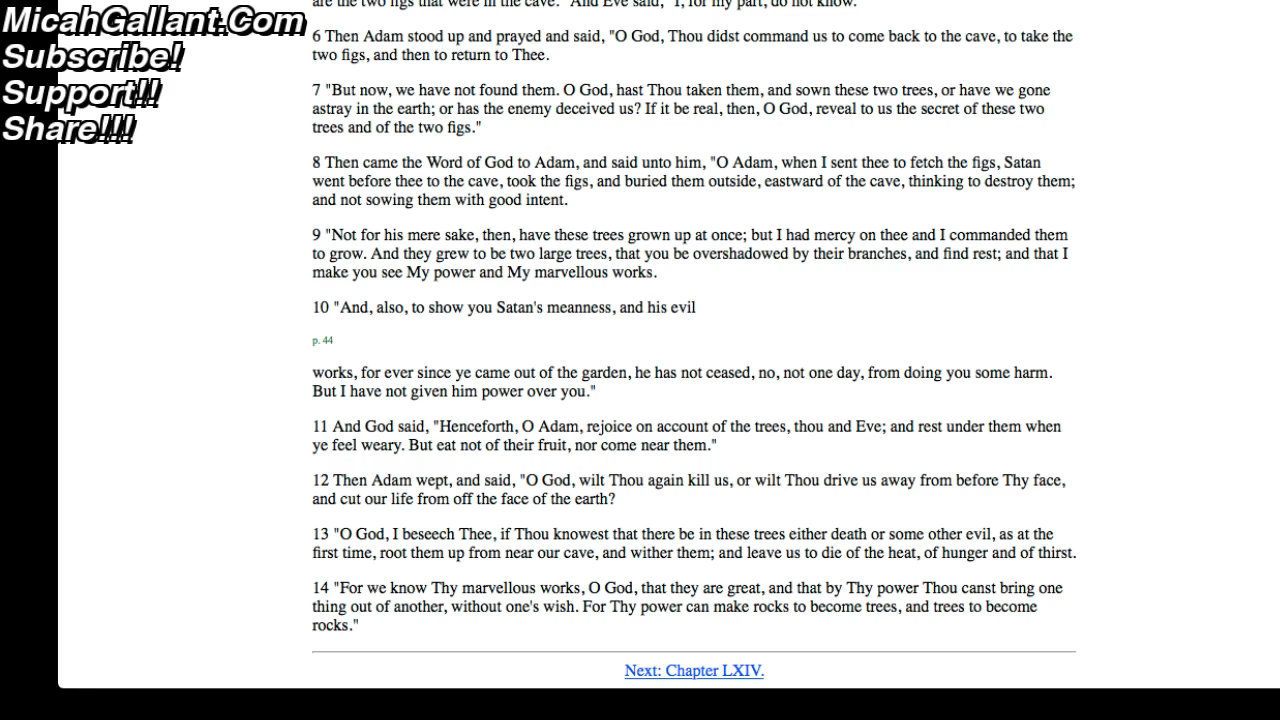 MicahGallant.Com
Subscribe!
Support!!
Share!!!
are the two figs that were in the cave." And Eve said, "I, for my part, do not know.
6 Then Adam stood up and prayed and said, "O God, Thou didst command us to come back to the cave, to take the
two figs, and then to return to Thee.
7 "But now, we have not found them. O God, hast Thou taken them, and sown these two trees, or have we gone
astray in the earth; or has the enemy deceived us? If it be real, then, O God, reveal to us the secret of these two
trees and of the two figs."
8 Then came the Word of God to Adam, and said unto him, "O Adam, when I sent thee to fetch the figs, Satan
went before thee to the cave, took the figs, and buried them outside, eastward of the cave, thinking to destroy them;
and not sowing them with good intent.
9 "Not for his mere sake, then, have these trees grown up at once; but I had mercy on thee and I commanded them
to grow. And they grew to be two large trees, that you be overshadowed by their branches, and find rest; and that I
make you see My power and My marvellous works.
10 "And, also, to show you Satan's meanness, and his evil
p. 44
works, for ever since ye came out of the garden, he has not ceased, no, not one day, from doing you some harm.
But I have not given him power over you."
11 And God said, "Henceforth, O Adam, rejoice on account of the trees, thou and Eve; and rest under them when
ye feel weary. But eat not of their fruit, nor come near them."
12 Then Adam wept, and said, "O God, wilt Thou again kill us, or wilt Thou drive us away from before Thy face,
and cut our life from off the face of the earth?
13 "O God, I beseech Thee, if Thou knowest that there be in these trees either death or some other evil, as at the
first time, root them up from near our cave, and wither them; and leave us to die of the heat, of hunger and of thirst.
14 "For we know Thy marvellous works, O God, that they are great, and that by Thy power Thou canst bring one
thing out of another, without one's wish. For Thy power can make rocks to become trees, and trees to become
rocks."
Next: Chapter LXIV.